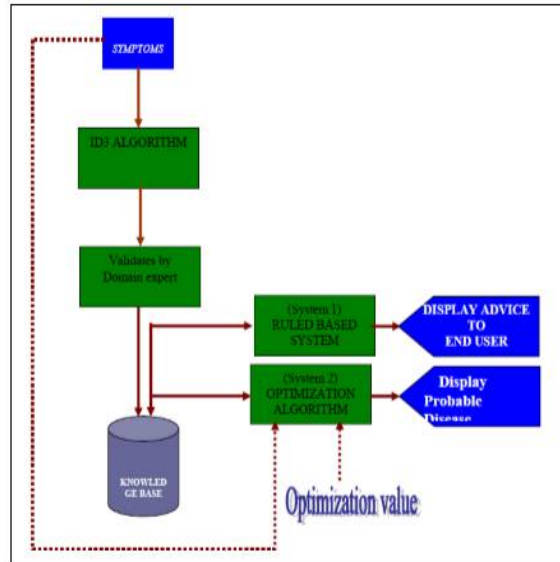 SYMPTOMS
ID3 ALGORITHM
Validates by
Domain expert
(System 1)
RULED BASED
SYSTEM
DISPLAY ADVICE
TO
END USER
(System 2)
OPTIMIZATION
ALGORITHM
Display
Probable
Disease
KNOWLED
GE BASE
Optimization value